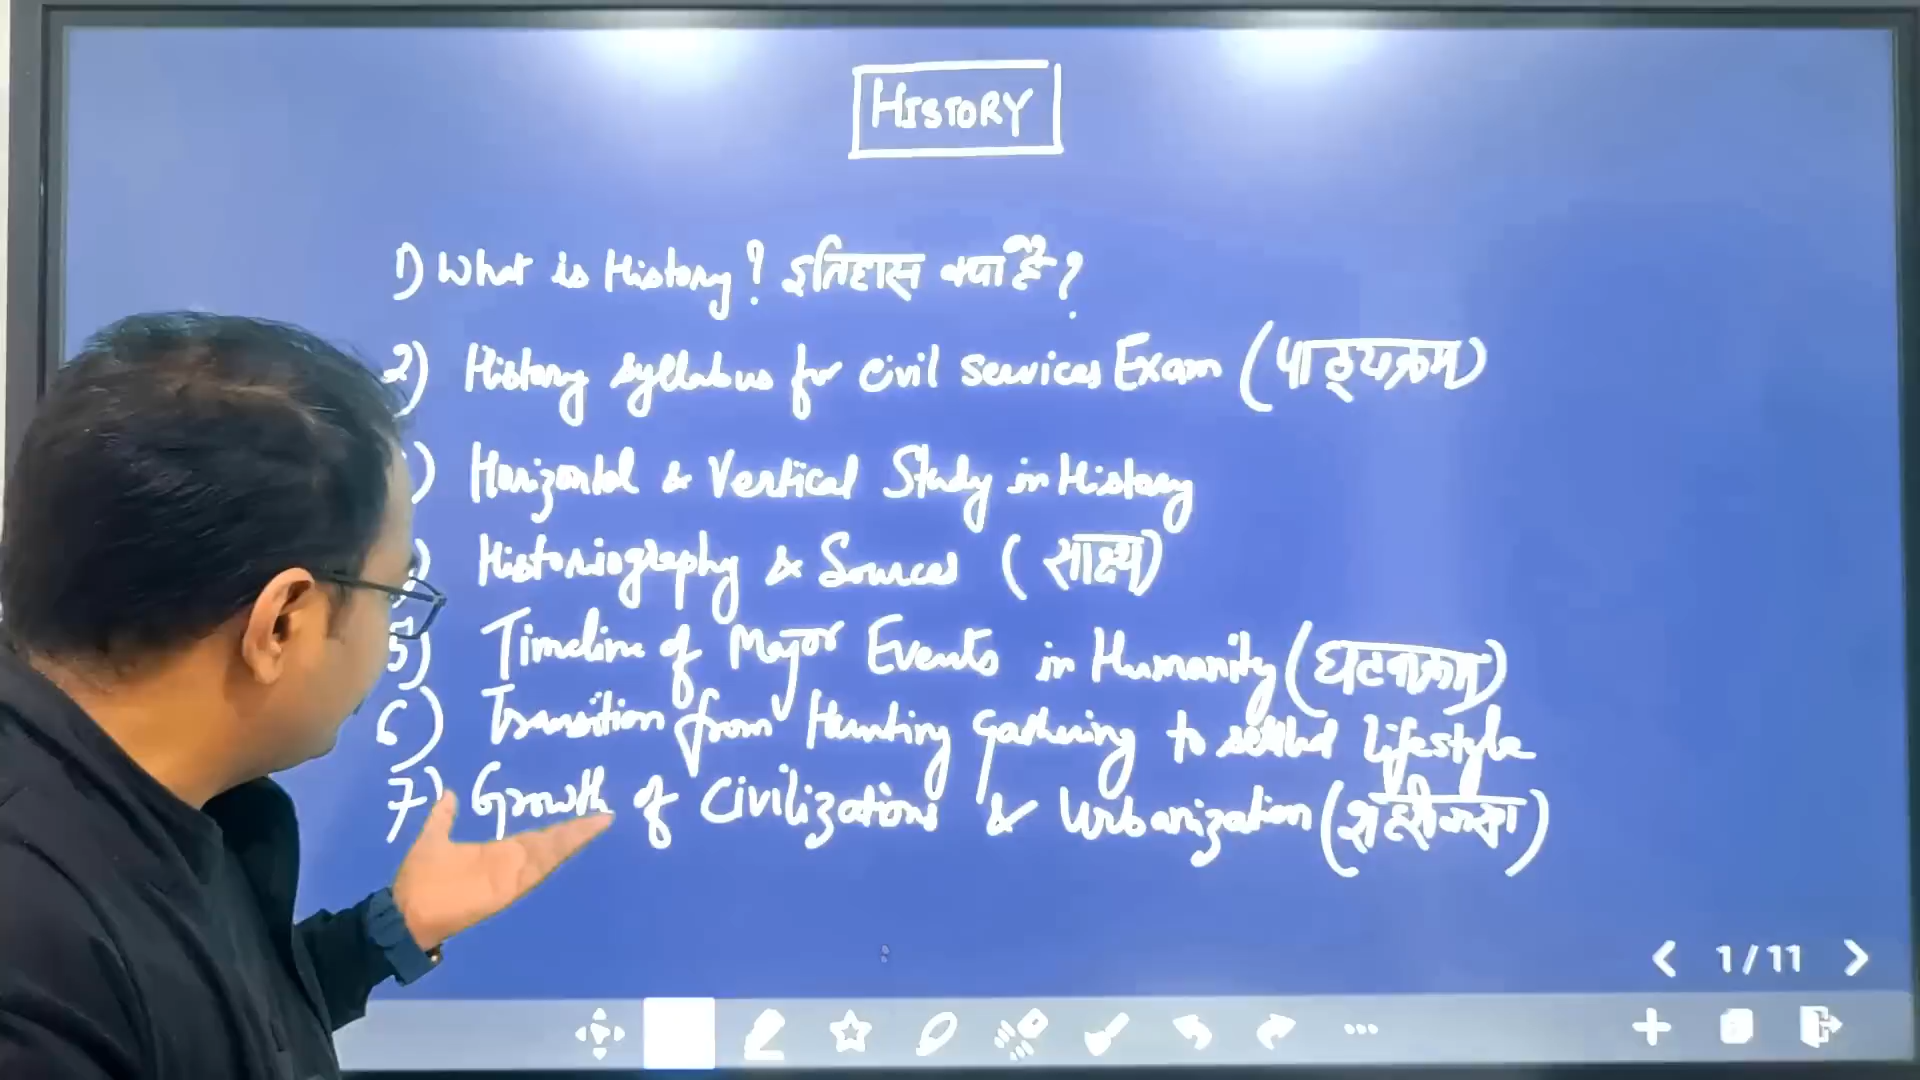 HISTORY
1) What is History? इतिहास क्या है?
2) History syllabus for Civil Services Exam (पाठ्यक्रम)
) Horizontal & Vertical Study in History
) Historiography & Sources (साक्ष्य)
5) Timeline of Major Events in Humanity (घटनाक्रम)
6) Transition from Hunting Gathering to settled lifestyle
7) Growth of Civilizations & Urbanization (
1/11